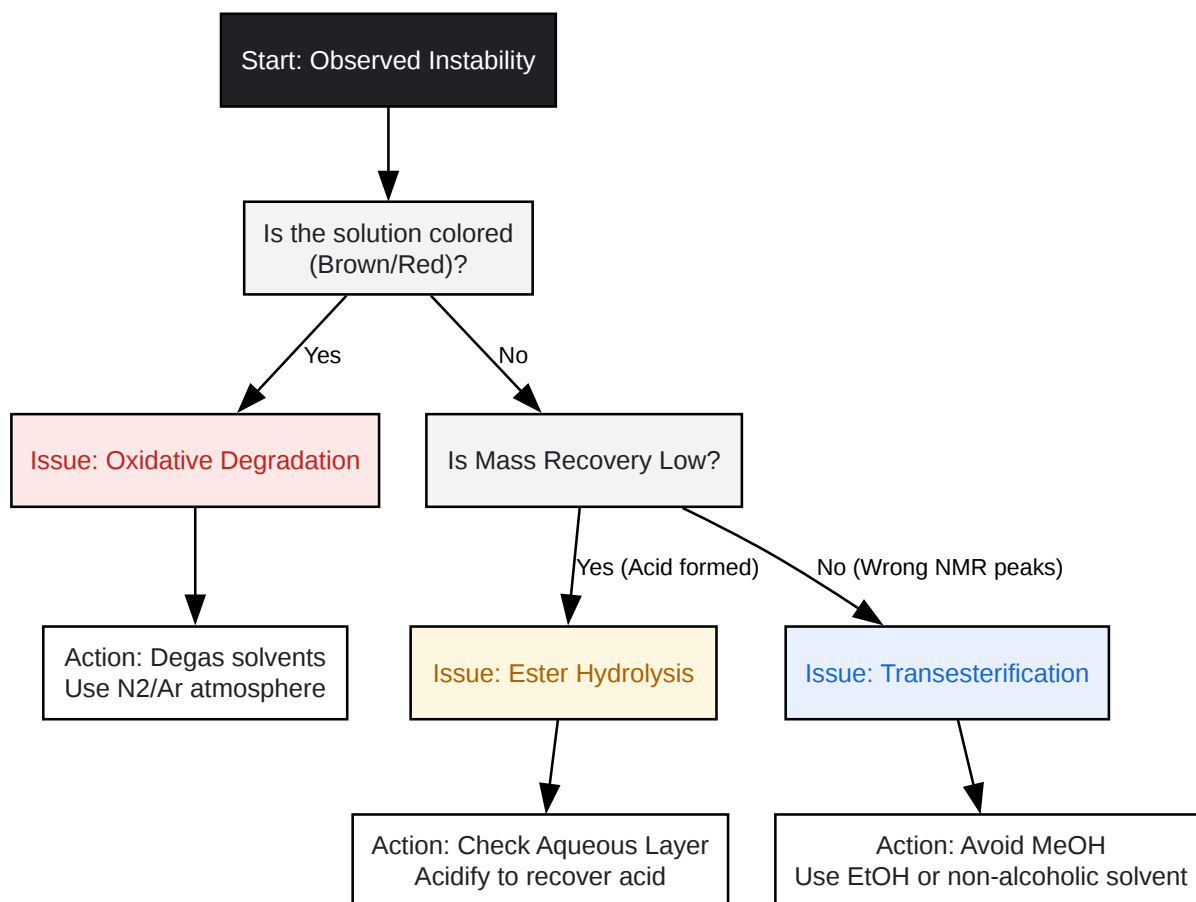 Start: Observed Instability
Is the solution colored
(Brown/Red)?
Yes
No
Issue: Oxidative Degradation
Is Mass Recovery Low?
Yes (Acid formed)
No (Wrong NMR peaks)
Action: Degas solvents
Use N2/Ar atmosphere
Issue: Ester Hydrolysis
Issue: Transesterification
Action: Check Aqueous Layer
Acidify to recover acid
Action: Avoid MeOH
Use EtOH or non-alcoholic solvent